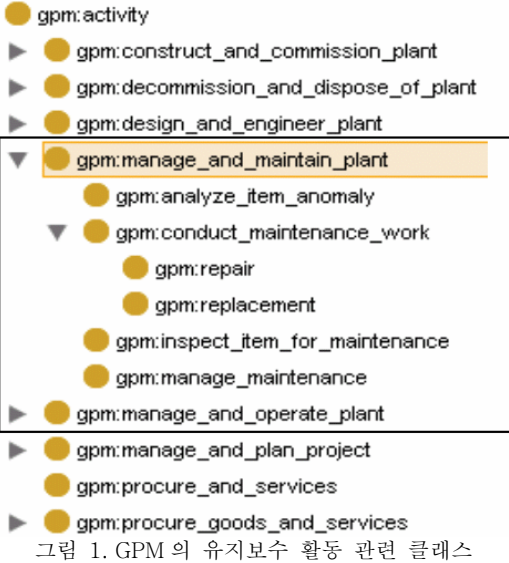 gpm:activity
gpm:construct_and_commission_plant
gpm:decommission_and_dispose_of_plant
gpm:design_and_engineer_plant
gpm:manage_and_maintain_plant
gpm:analyze_item_anomaly
gpm:conduct_maintenance_work
gpm:repair
gpm:replacement
gpm:inspect_item_for_maintenance
gpm:manage_maintenance
gpm:manage_and_operate_plant
gpm:manage_and_plan_project
gpm:procure_and_services
gpm:procure_goods_and_services
그림 1. GPM 의 유지보수 활동 관련 클래스